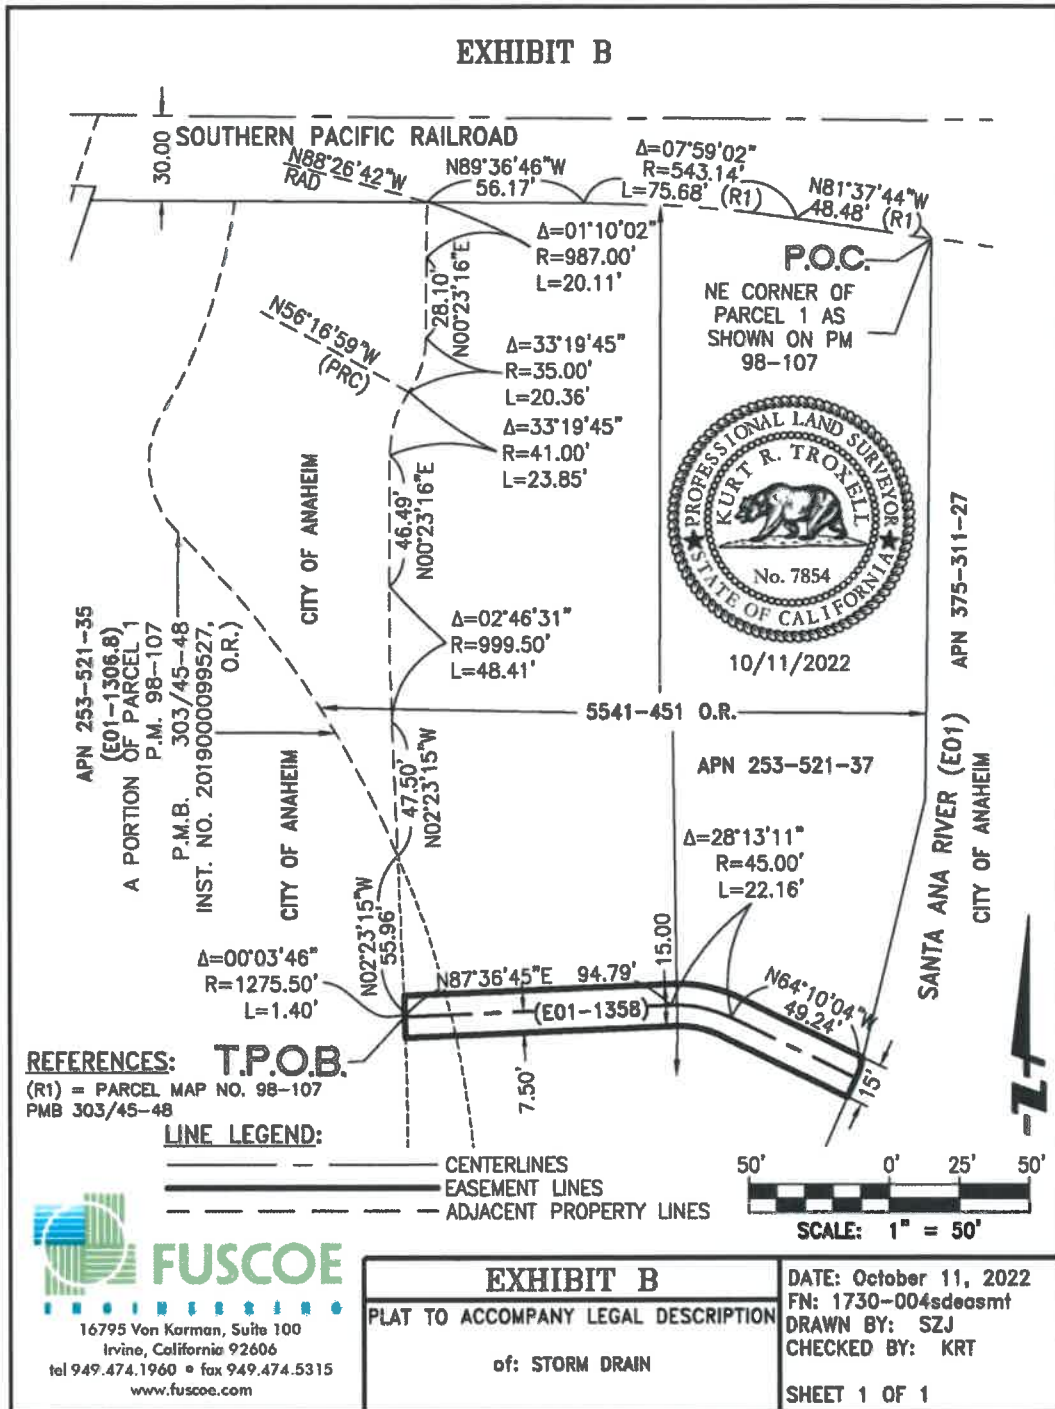 EXHIBIT B
30.00
SOUTHERN PACIFIC RAILROAD
N88°26'42"W
RAD
N89°36'46"W
56.17'
Δ=07°59'02"
R=543.14'
L=75.68' (R1)
N81°37'44"W
48.48' (R1)
Δ=01°10'02"
R=987.00'
L=20.11'
P.O.C.
NE CORNER OF
PARCEL 1 AS
SHOWN ON PM
98-107
28.10'
N00°23'16"E
N56°16'59"W
(PRC)
Δ=33°19'45"
R=35.00'
L=20.36'
Δ=33°19'45"
R=41.00'
L=23.85'
PROFESSIONAL LAND SURVEYOR
KURT R. TROXELL
No. 7854
STATE OF CALIFORNIA
10/11/2022
46.49'
N00°23'16"E
CITY OF ANAHEIM
APN 375-311-27
Δ=02°46'31"
R=999.50'
L=48.41'
APN 253-521-35
(E01-1306.8)
A PORTION OF PARCEL 1
P.M. 98-107
P.M.B. 303/45-48
INST. NO. 2019000099527,
O.R.)
CITY OF ANAHEIM
5541-451 O.R.
APN 253-521-37
47.50'
N02°23'15"W
SANTA ANA RIVER (E01)
CITY OF ANAHEIM
Δ=28°13'11"
R=45.00'
L=22.16'
N02°23'15"W
55.96'
Δ=00°03'46"
R=1275.50'
L=1.40'
N87°36'45"E 94.79'
15.00
N64°10'04"W
49.24'
(E01-1358)
T.P.O.B.
7.50'
15'
REFERENCES:
(R1) = PARCEL MAP NO. 98-107
PMB 303/45-48
N
LINE LEGEND:
CENTERLINES
EASEMENT LINES
ADJACENT PROPERTY LINES
50' 0' 25' 50'
SCALE: 1" = 50'
FUSCOE
ENGINEERING
16795 Von Karman, Suite 100
Irvine, California 92606
tel 949.474.1960 • fax 949.474.5315
www.fuscoe.com
EXHIBIT B
PLAT TO ACCOMPANY LEGAL DESCRIPTION
of: STORM DRAIN
DATE: October 11, 2022
FN: 1730-004sdeasmt
DRAWN BY: SZJ
CHECKED BY: KRT
SHEET 1 OF 1